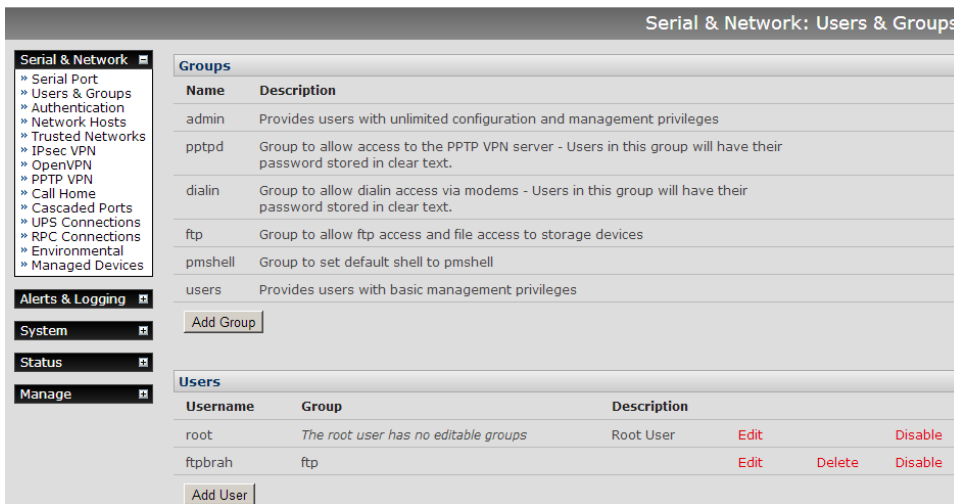 Serial & Network: Users & Groups
Serial & Network
» Serial Port
» Users & Groups
» Authentication
» Network Hosts
» Trusted Networks
» IPsec VPN
» OpenVPN
» PPTP VPN
» Call Home
» Cascaded Ports
» UPS Connections
» RPC Connections
» Environmental
» Managed Devices
Alerts & Logging
System
Status
Manage
Groups
Name Description
admin Provides users with unlimited configuration and management privileges
pptpd Group to allow access to the PPTP VPN server - Users in this group will have their
password stored in clear text.
dialin Group to allow dialin access via modems - Users in this group will have their
password stored in clear text.
ftp Group to allow ftp access and file access to storage devices
pmshell Group to set default shell to pmshell
users Provides users with basic management privileges
Add Group
Users
Username Group Description
root The root user has no editable groups Root User Edit Disable
ftpbrah ftp Edit Delete Disable
Add User